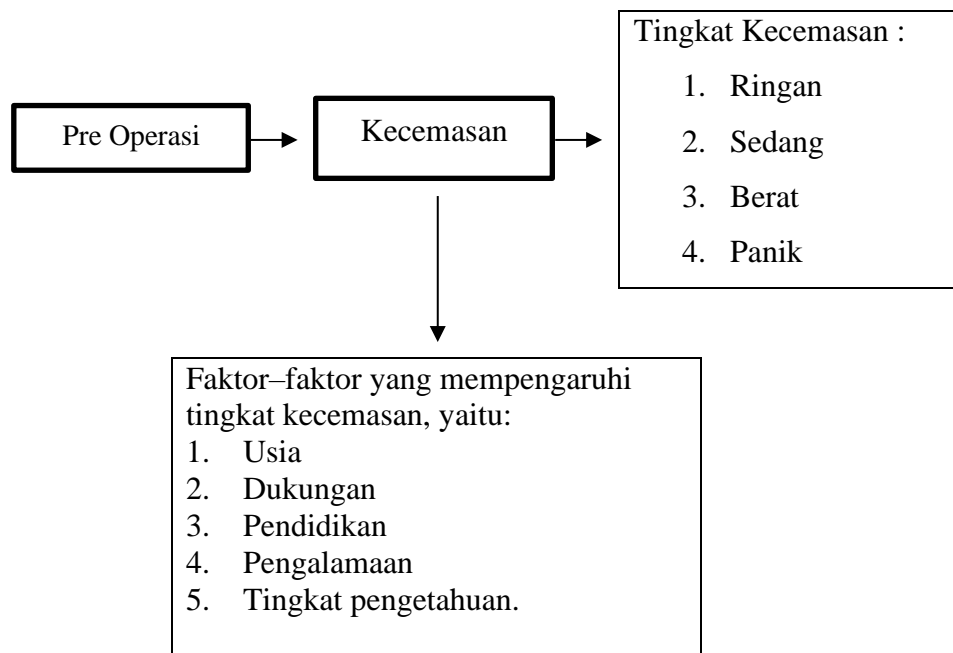 Pre Operasi
Kecemasan
Tingkat Kecemasan :
1. Ringan
2. Sedang
3. Berat
4. Panik
Faktor–faktor yang mempengaruhi
tingkat kecemasan, yaitu:
1. Usia
2. Dukungan
3. Pendidikan
4. Pengalamaan
5. Tingkat pengetahuan.